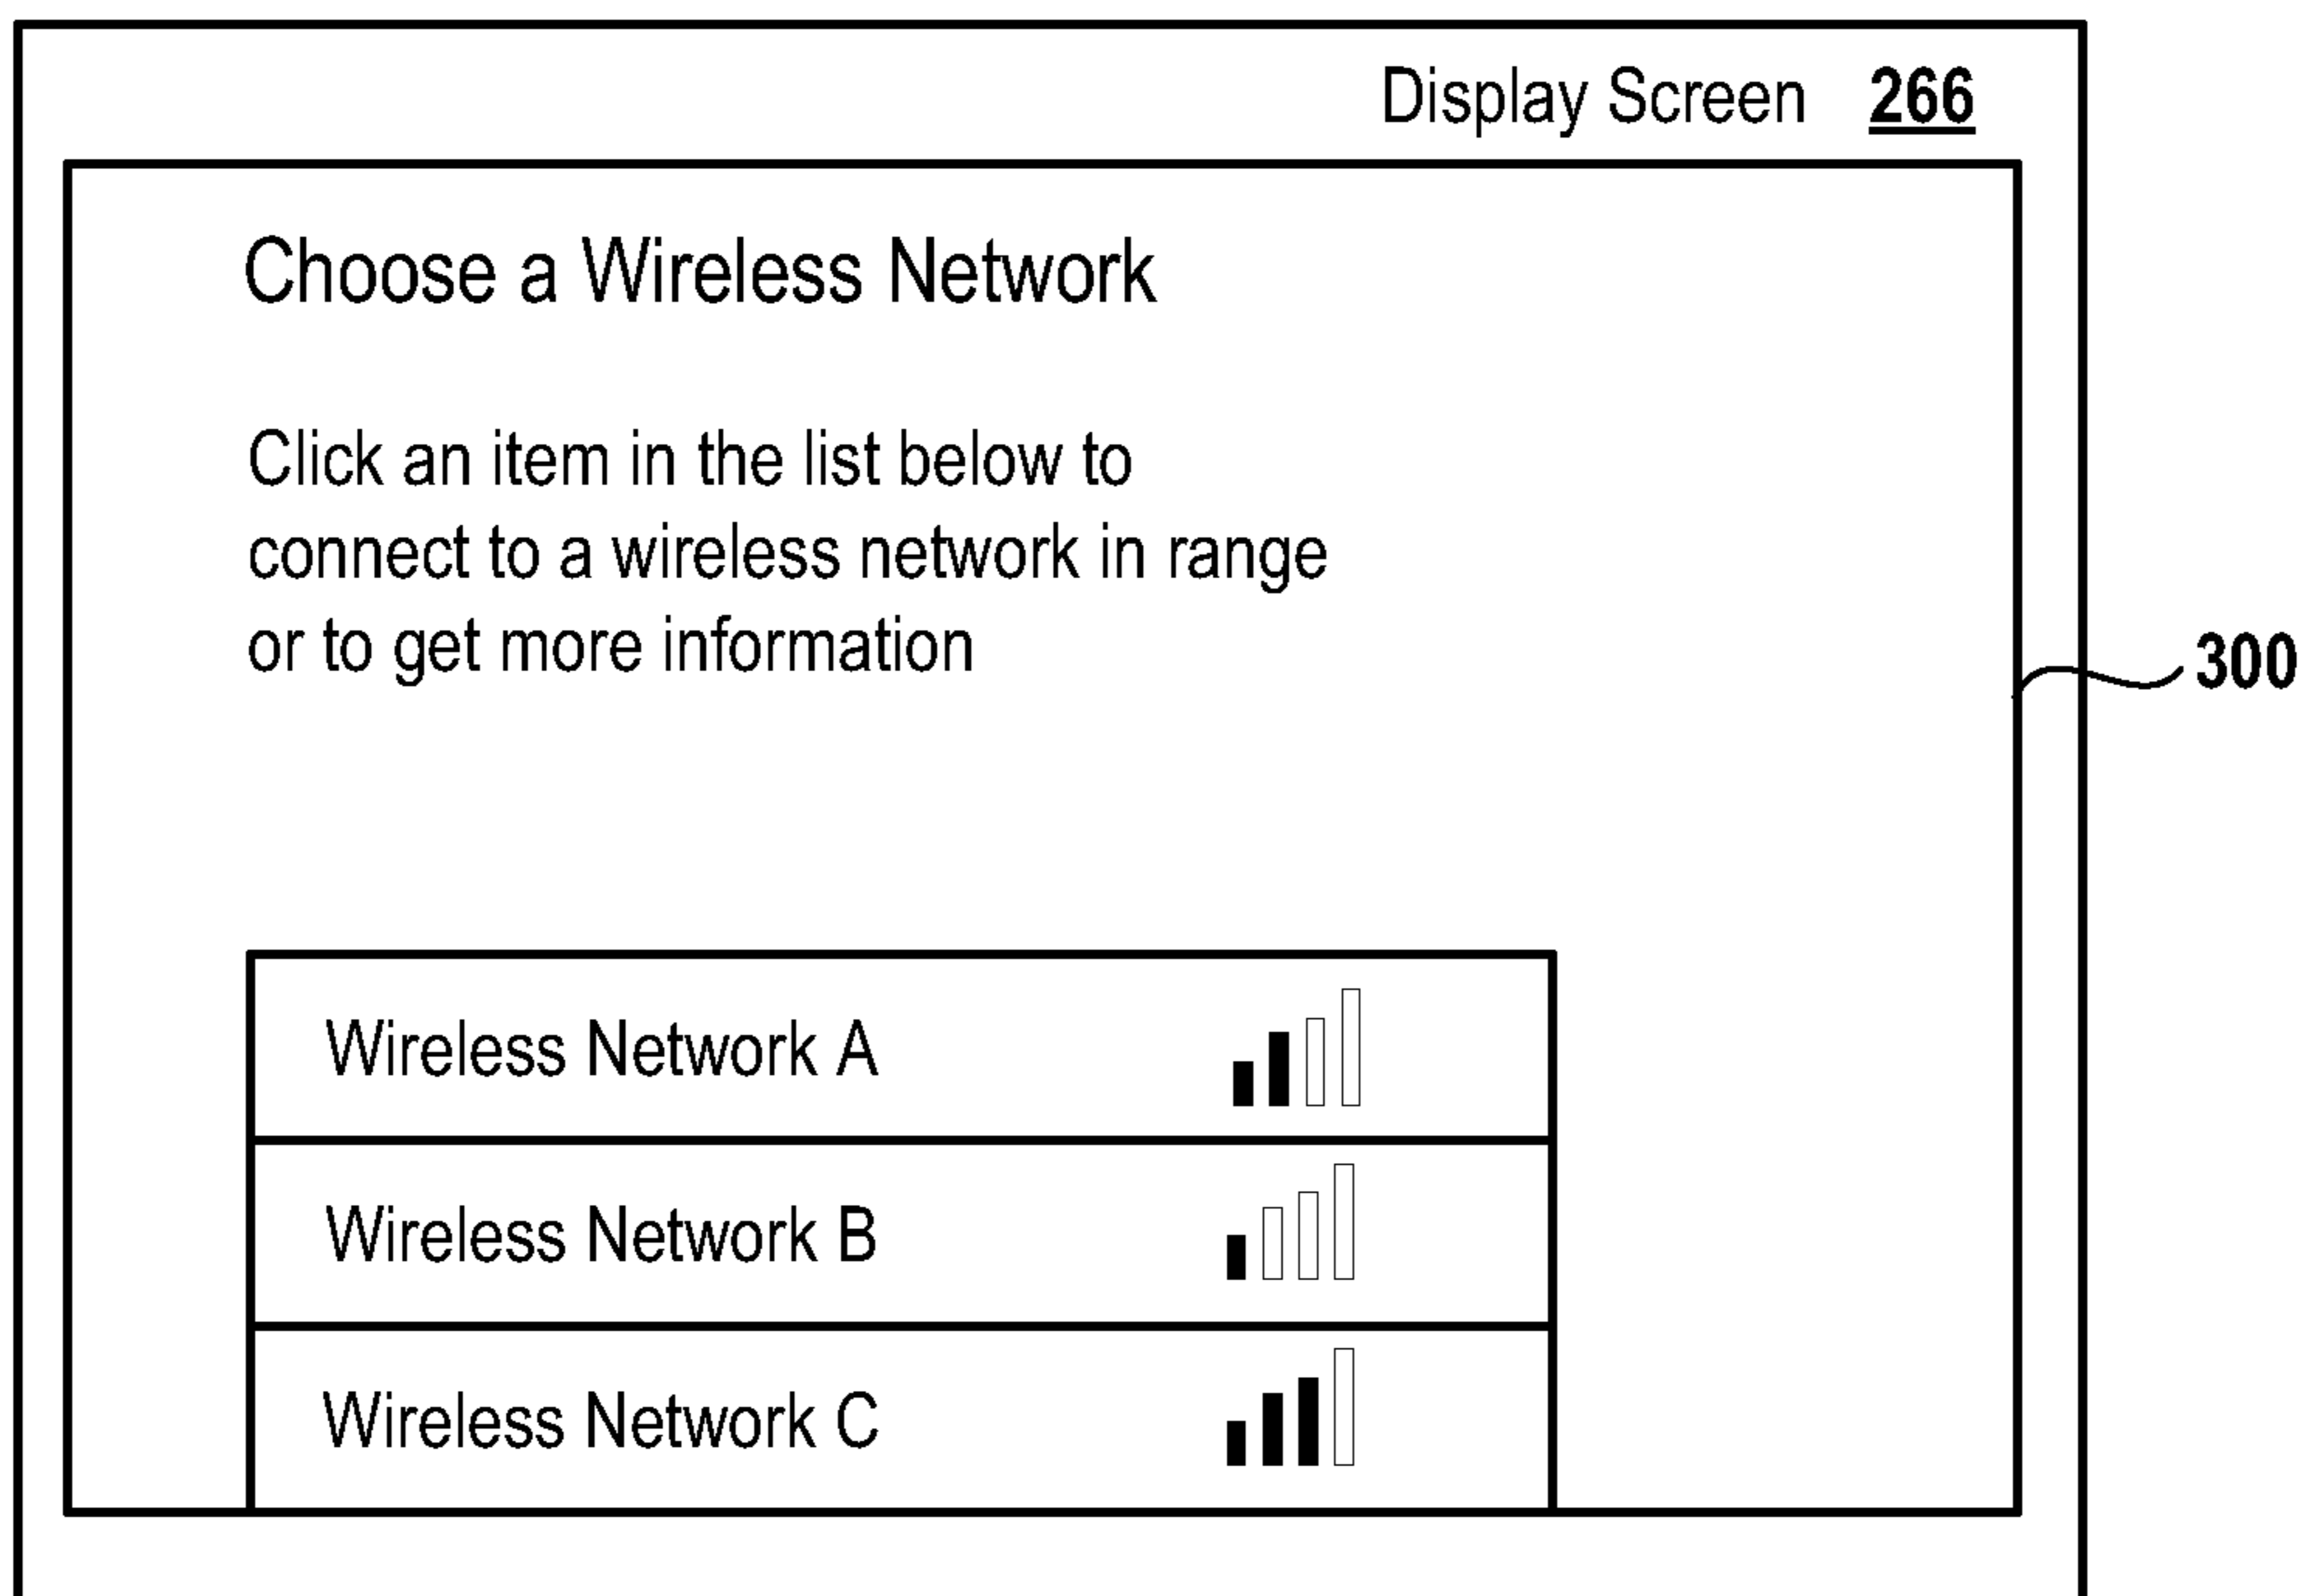 Display Screen 266
Choose a Wireless Network
Click an item in the list below to
connect to a wireless network in range
or to get more information
300
Wireless Network A
Wireless Network B
Wireless Network C